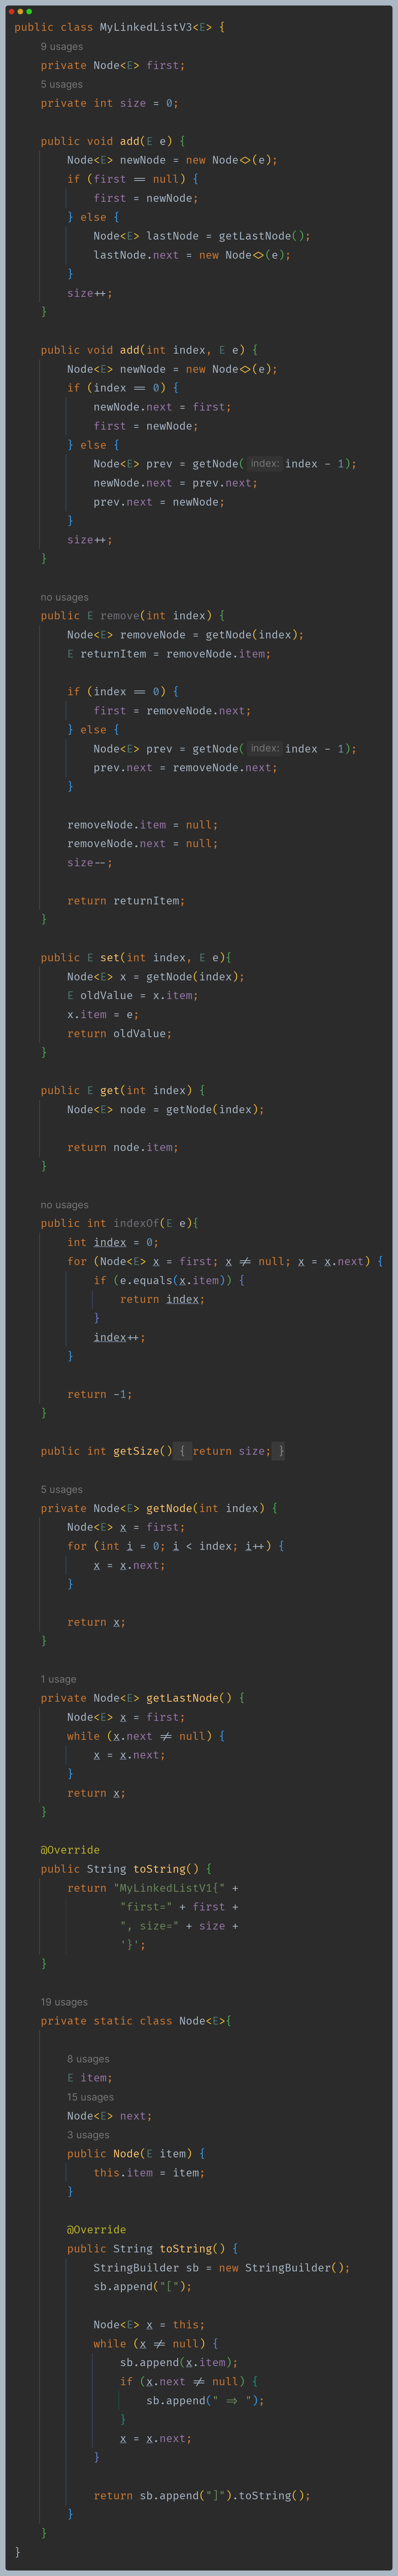 public class MyLinkedListV3<E> {
9 usages
private Node<E> first;
5 usages
private int size = 0;
public void add(E e) {
Node<E> newNode = new Node<>(e);
if (first == null) {
first = newNode;
} else {
Node<E> lastNode = getLastNode();
lastNode.next = new Node<>(e);
}
size++;
}
public void add(int index, E e) {
Node<E> newNode = new Node<>(e);
if (index == 0) {
newNode.next = first;
first = newNode;
} else {
Node<E> prev = getNode( index: index - 1);
newNode.next = prev.next;
prev.next = newNode;
}
size++;
}
no usages
public E remove(int index) {
Node<E> removeNode = getNode(index);
E returnItem = removeNode.item;
if (index == 0) {
first = removeNode.next;
} else {
Node<E> prev = getNode( index: index - 1);
prev.next = removeNode.next;
}
removeNode.item = null;
removeNode.next = null;
size--;
return returnItem;
}
public E set(int index, E e){
Node<E> x = getNode(index);
E oldValue = x.item;
x.item = e;
return oldValue;
}
public E get(int index) {
Node<E> node = getNode(index);
return node.item;
}
no usages
public int indexOf(E e){
int index = 0;
for (Node<E> x = first; x != null; x = x.next) {
if (e.equals(x.item)) {
return index;
}
index++;
}
return -1;
}
public int getSize() { return size; }
5 usages
private Node<E> getNode(int index) {
Node<E> x = first;
for (int i = 0; i < index; i++) {
x = x.next;
}
return x;
}
1 usage
private Node<E> getLastNode() {
Node<E> x = first;
while (x.next != null) {
x = x.next;
}
return x;
}
@Override
public String toString() {
return "MyLinkedListV1{" +
"first=" + first +
", size=" + size +
'}';
}
19 usages
private static class Node<E>{
8 usages
E item;
15 usages
Node<E> next;
3 usages
public Node(E item) {
this.item = item;
}
@Override
public String toString() {
StringBuilder sb = new StringBuilder();
sb.append("[");
Node<E> x = this;
while (x != null) {
sb.append(x.item);
if (x.next != null) {
sb.append(" => ");
}
x = x.next;
}
return sb.append("]").toString();
}
}
}